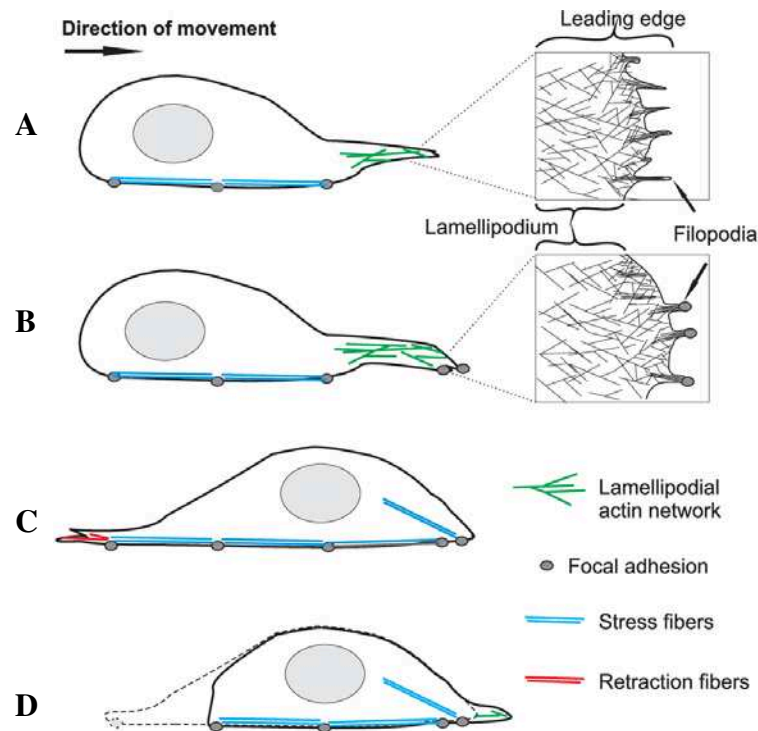 Direction of movement
Leading edge
A
Lamellipodium
Filopodia
B
C
Lamellipodial
actin network
Focal adhesion
Stress fibers
Retraction fibers
D